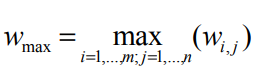 w_max = max_{i=1,...,m; j=1,...,n} (w_{i,j})